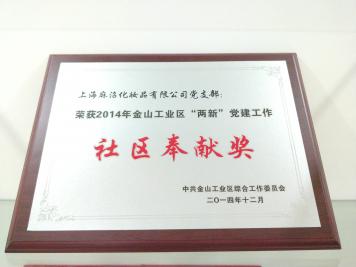 上海麻沽化妆品有限公司党支部：
荣获2014年金山工业区“两新”党建工作
社区奉献奖
中共金山工业区综合工作委员会
二〇一四年十二月